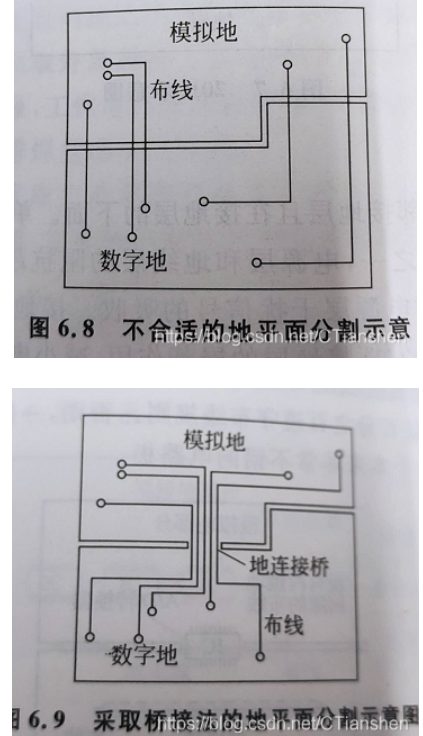 模拟地
布线
数字地
图 6.8 不合适的地平面分割示意
https://blog.csdn.net/CTianshen
模拟地
地连接桥
布线
数字地
图 6.9 采取桥接法的地平面分割示意图
https://blog.csdn.net/CTianshen